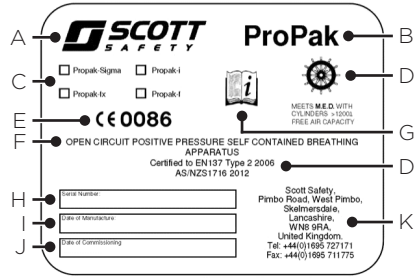 A
SCOTT
SAFETY
ProPak
B
C
Propak-Sigma
Propak-i
Propak-fx
Propak-f
D
MEETS M.E.D. WITH
CYLINDERS >1200L
FREE AIR CAPACITY
E
CE 0086
G
F
OPEN CIRCUIT POSITIVE PRESSURE SELF CONTAINED BREATHING
APPARATUS
Certified to EN137 Type 2 2006
D
AS/NZS1716 2012
H
Serial Number:
I
Date of Manufacture:
J
Date of Commissioning
Scott Safety,
Pimbo Road, West Pimbo,
Skelmersdale,
Lancashire,
WN8 9RA,
United Kingdom.
Tel: +44(0)1695 727171
Fax: +44(0)1695 711775
K